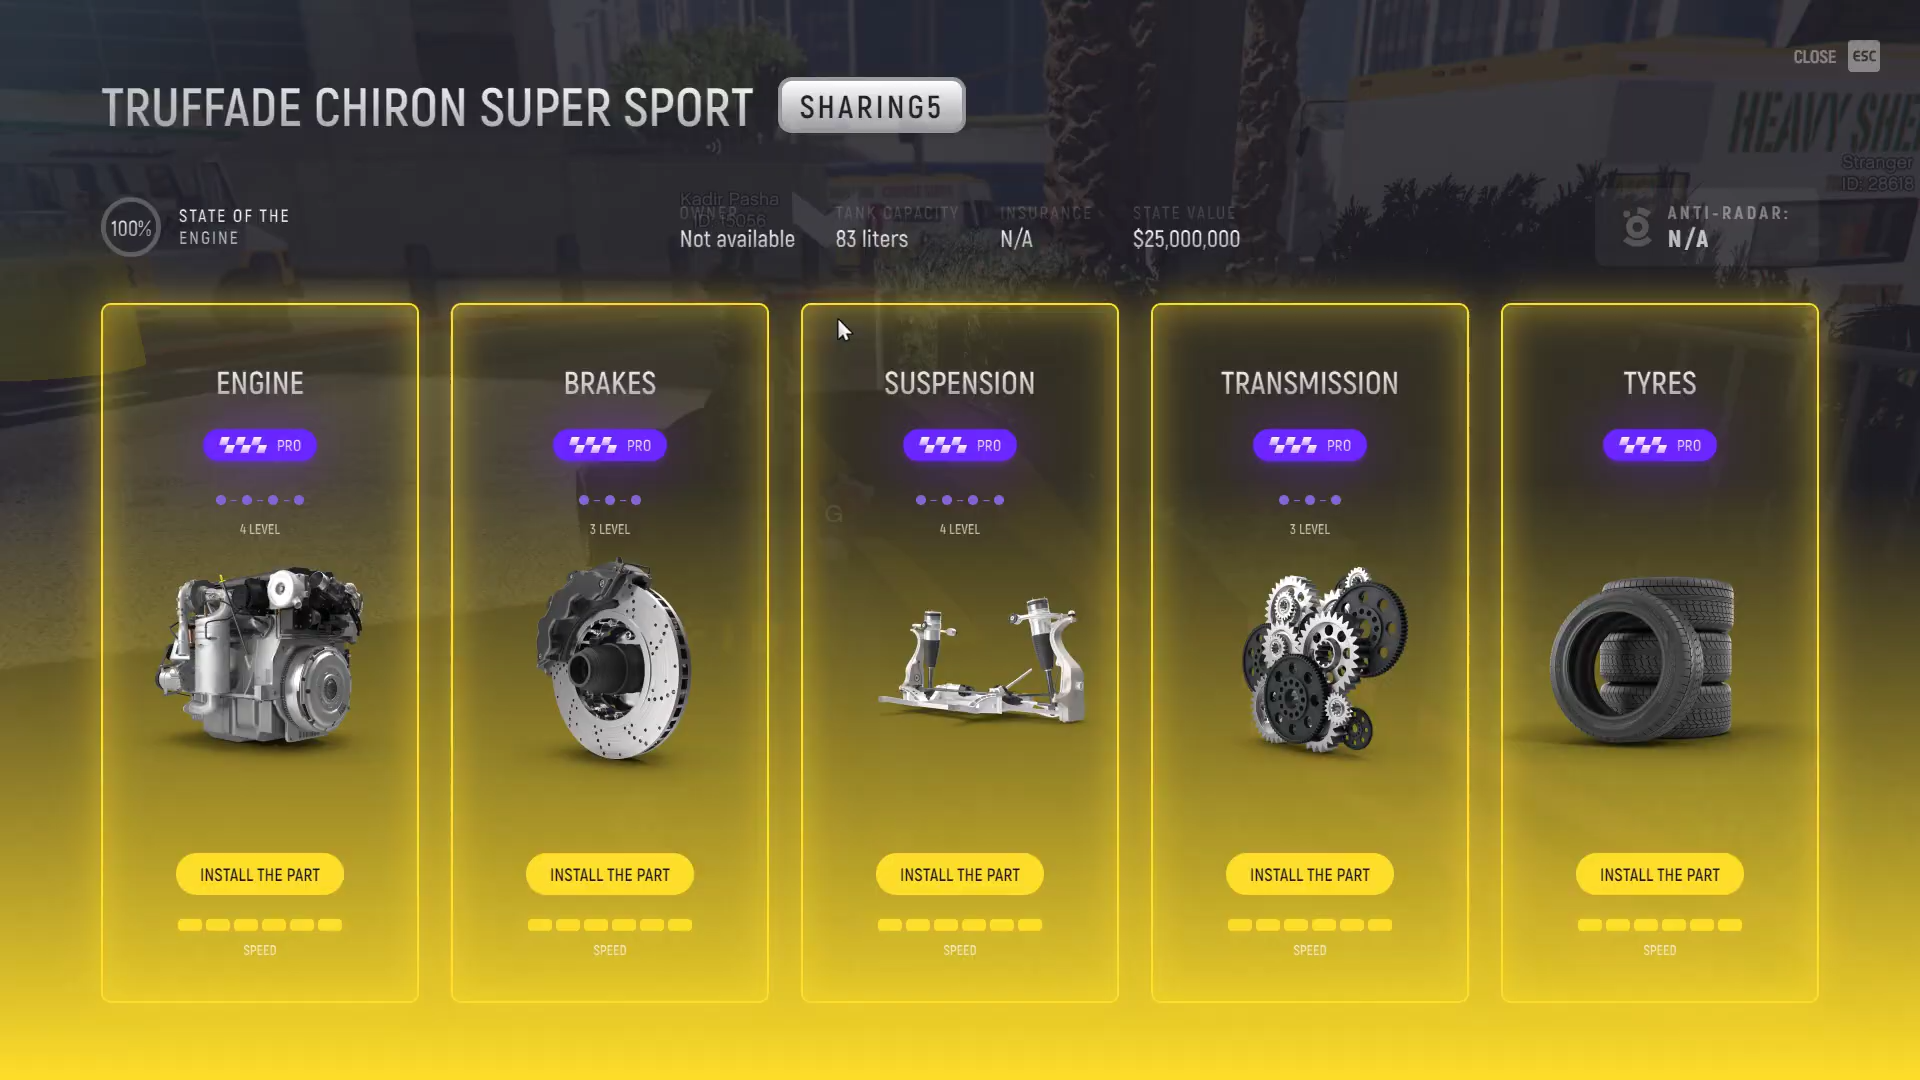 CLOSE ESC
TRUFFADE CHIRON SUPER SPORT SHARING5
HEAVY SHE
Stranger
ID: 28618
100% STATE OF THE
ENGINE
Kadir Pasha
ID: 15056
OWNER TANK CAPACITY INSURANCE STATE VALUE
Not available 83 liters N/A $25,000,000
ANTI-RADAR:
N/A
ENGINE
PRO
4 LEVEL
INSTALL THE PART
SPEED
BRAKES
PRO
3 LEVEL
INSTALL THE PART
SPEED
SUSPENSION
PRO
G
4 LEVEL
INSTALL THE PART
SPEED
TRANSMISSION
PRO
3 LEVEL
INSTALL THE PART
SPEED
TYRES
PRO
INSTALL THE PART
SPEED